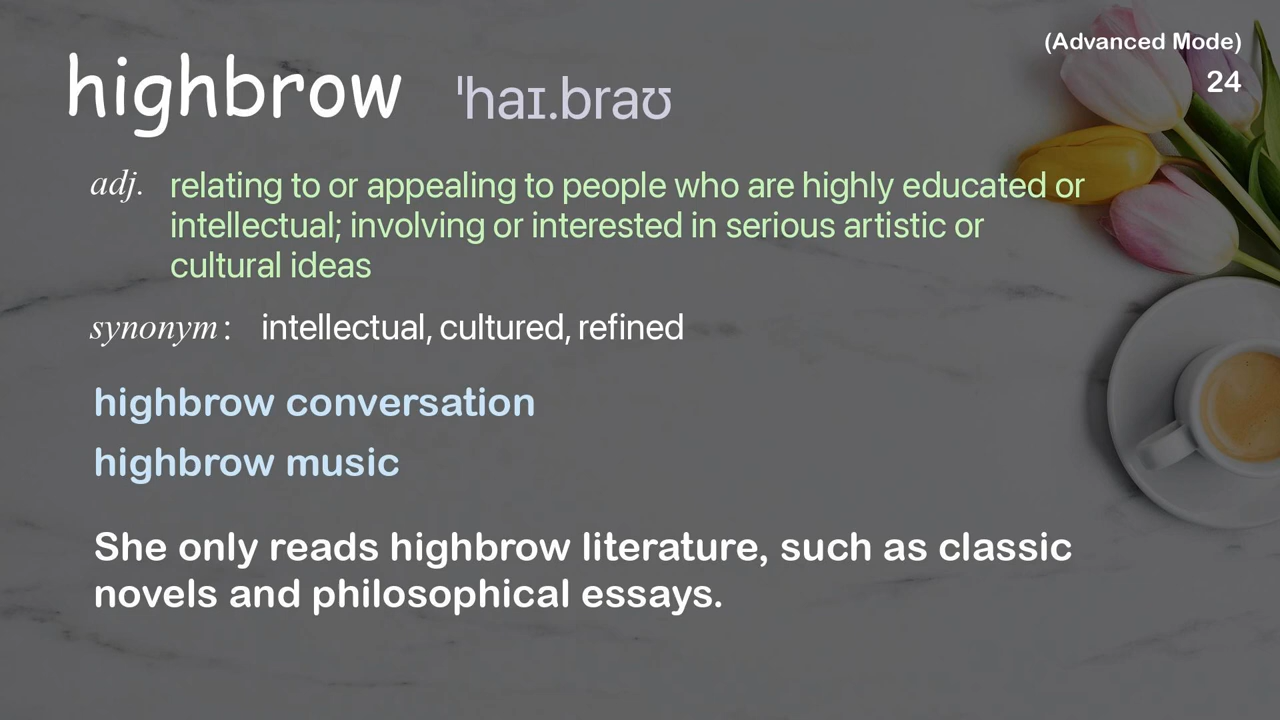 (Advanced Mode)
24
highbrow ˈhaɪ.braʊ
adj. relating to or appealing to people who are highly educated or
intellectual; involving or interested in serious artistic or
cultural ideas
synonym: intellectual, cultured, refined
highbrow conversation
highbrow music
She only reads highbrow literature, such as classic
novels and philosophical essays.